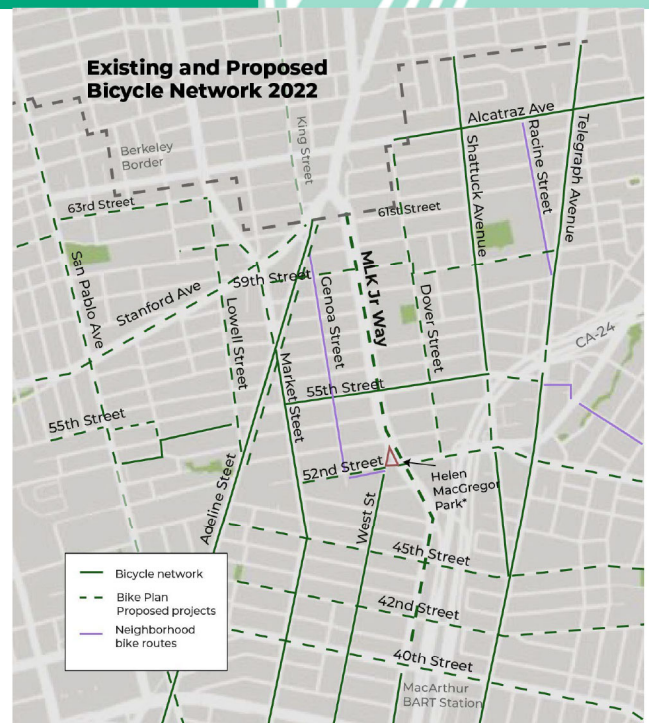 Existing and Proposed
Bicycle Network 2022
Alcatraz Ave
Racine Street
Telegraph Avenue
Shattuck Avenue
King Street
Berkeley
Border
63rd Street
61st Street
San Pablo Ave
Stanford Ave
59th Street
Lowell Street
Genoa Street
MLK Jr Way
Dover Street
CA-24
Market Steet
55th Street
55th Street
52nd Street
Helen
MacGregor
Park*
Adeline Steet
West St
45th Street
42nd Street
40th Street
MacArthur
BART Station
Bicycle network
Bike Plan
Proposed projects
Neighborhood
bike routes